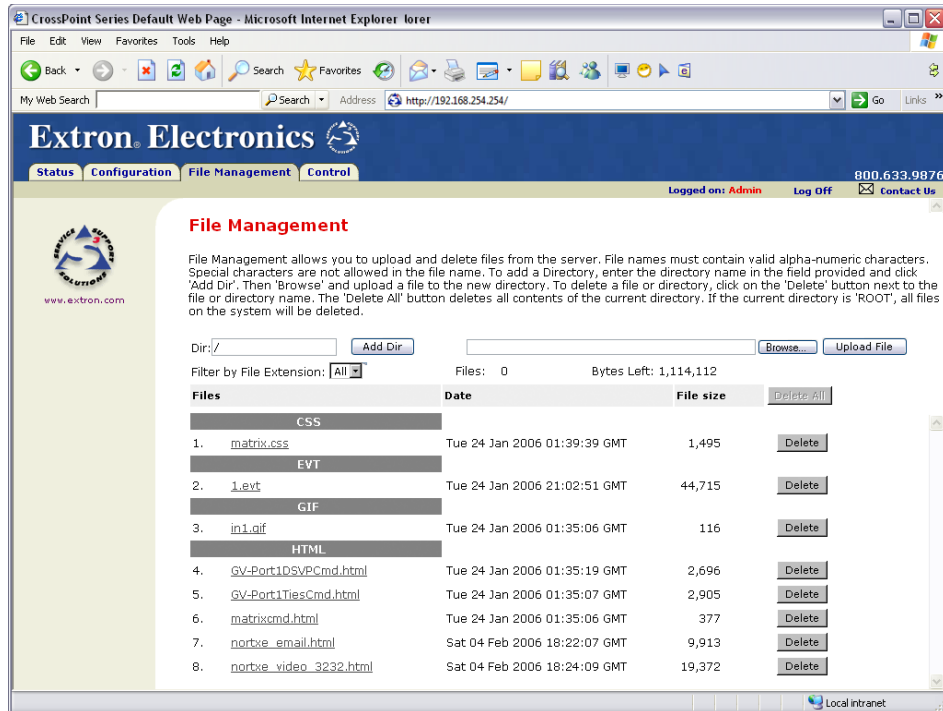 CrossPoint Series Default Web Page - Microsoft Internet Explorer lorer
File Edit View Favorites Tools Help
Back Search Favorites
My Web Search Search Address http://192.168.254.254/ Go Links »
Extron® Electronics
Status Configuration File Management Control
800.633.9876
Logged on: Admin Log Off Contact Us
SERVICE SUPPORT SOLUTIONS
S3
www.extron.com
File Management
File Management allows you to upload and delete files from the server. File names must contain valid alpha-numeric characters.
Special characters are not allowed in the file name. To add a Directory, enter the directory name in the field provided and click
'Add Dir'. Then 'Browse' and upload a file to the new directory. To delete a file or directory, click on the 'Delete' button next to the
file or directory name. The 'Delete All' button deletes all contents of the current directory. If the current directory is 'ROOT', all files
on the system will be deleted.
Dir: / Add Dir Browse... Upload File
Filter by File Extension: All Files: 0 Bytes Left: 1,114,112
Files Date File size Delete All
CSS
1. matrix.css Tue 24 Jan 2006 01:39:39 GMT 1,495 Delete
EVT
2. 1.evt Tue 24 Jan 2006 21:02:51 GMT 44,715 Delete
GIF
3. in1.gif Tue 24 Jan 2006 01:35:06 GMT 116 Delete
HTML
4. GV-Port1DSVPCmd.html Tue 24 Jan 2006 01:35:19 GMT 2,696 Delete
5. GV-Port1TiesCmd.html Tue 24 Jan 2006 01:35:07 GMT 2,905 Delete
6. matrixcmd.html Tue 24 Jan 2006 01:35:06 GMT 377 Delete
7. nortxe_email.html Sat 04 Feb 2006 18:22:07 GMT 9,913 Delete
8. nortxe_video_3232.html Sat 04 Feb 2006 18:24:09 GMT 19,372 Delete
Local intranet